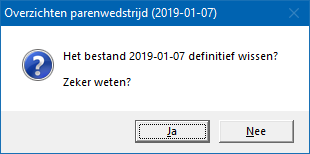 Overzichten parenwedstrijd (2019-01-07)
Het bestand 2019-01-07 definitief wissen?
Zeker weten?
Ja
Nee